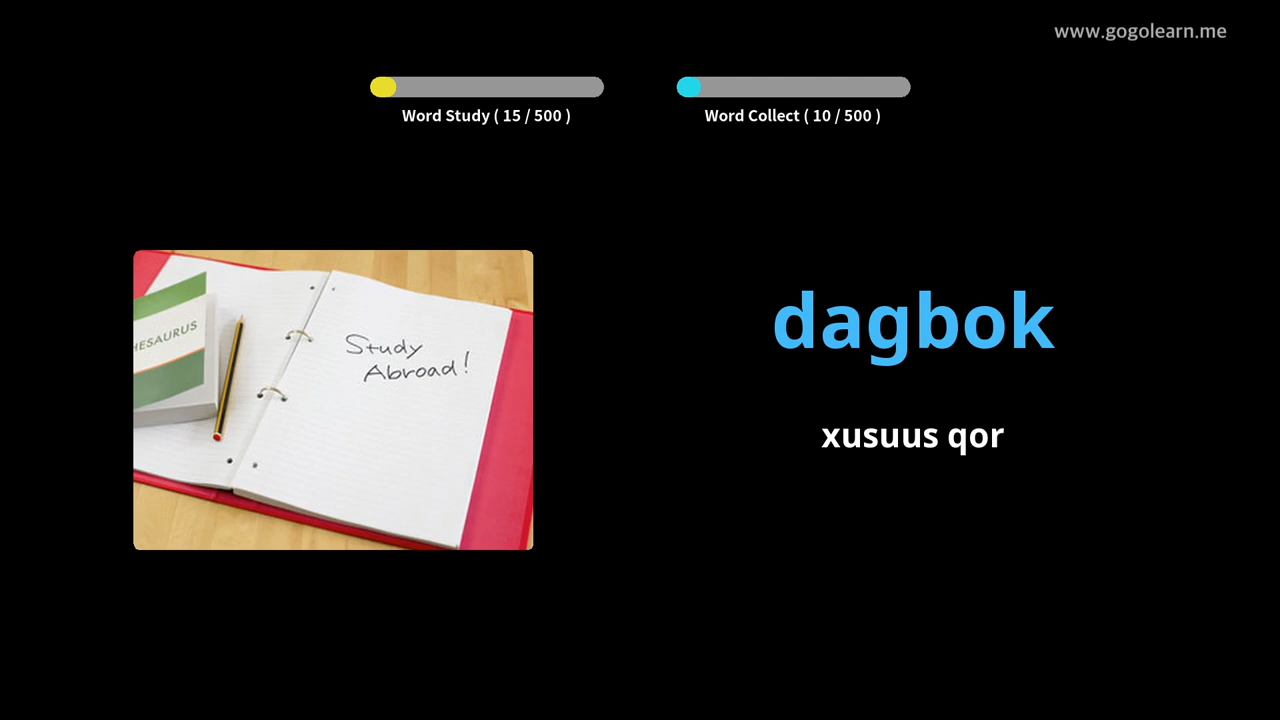 www.gogolearn.me
Word Study ( 15 / 500 )
Word Collect ( 10 / 500 )
HESAURUS
Study
Abroad!
dagbok
xusuus qor